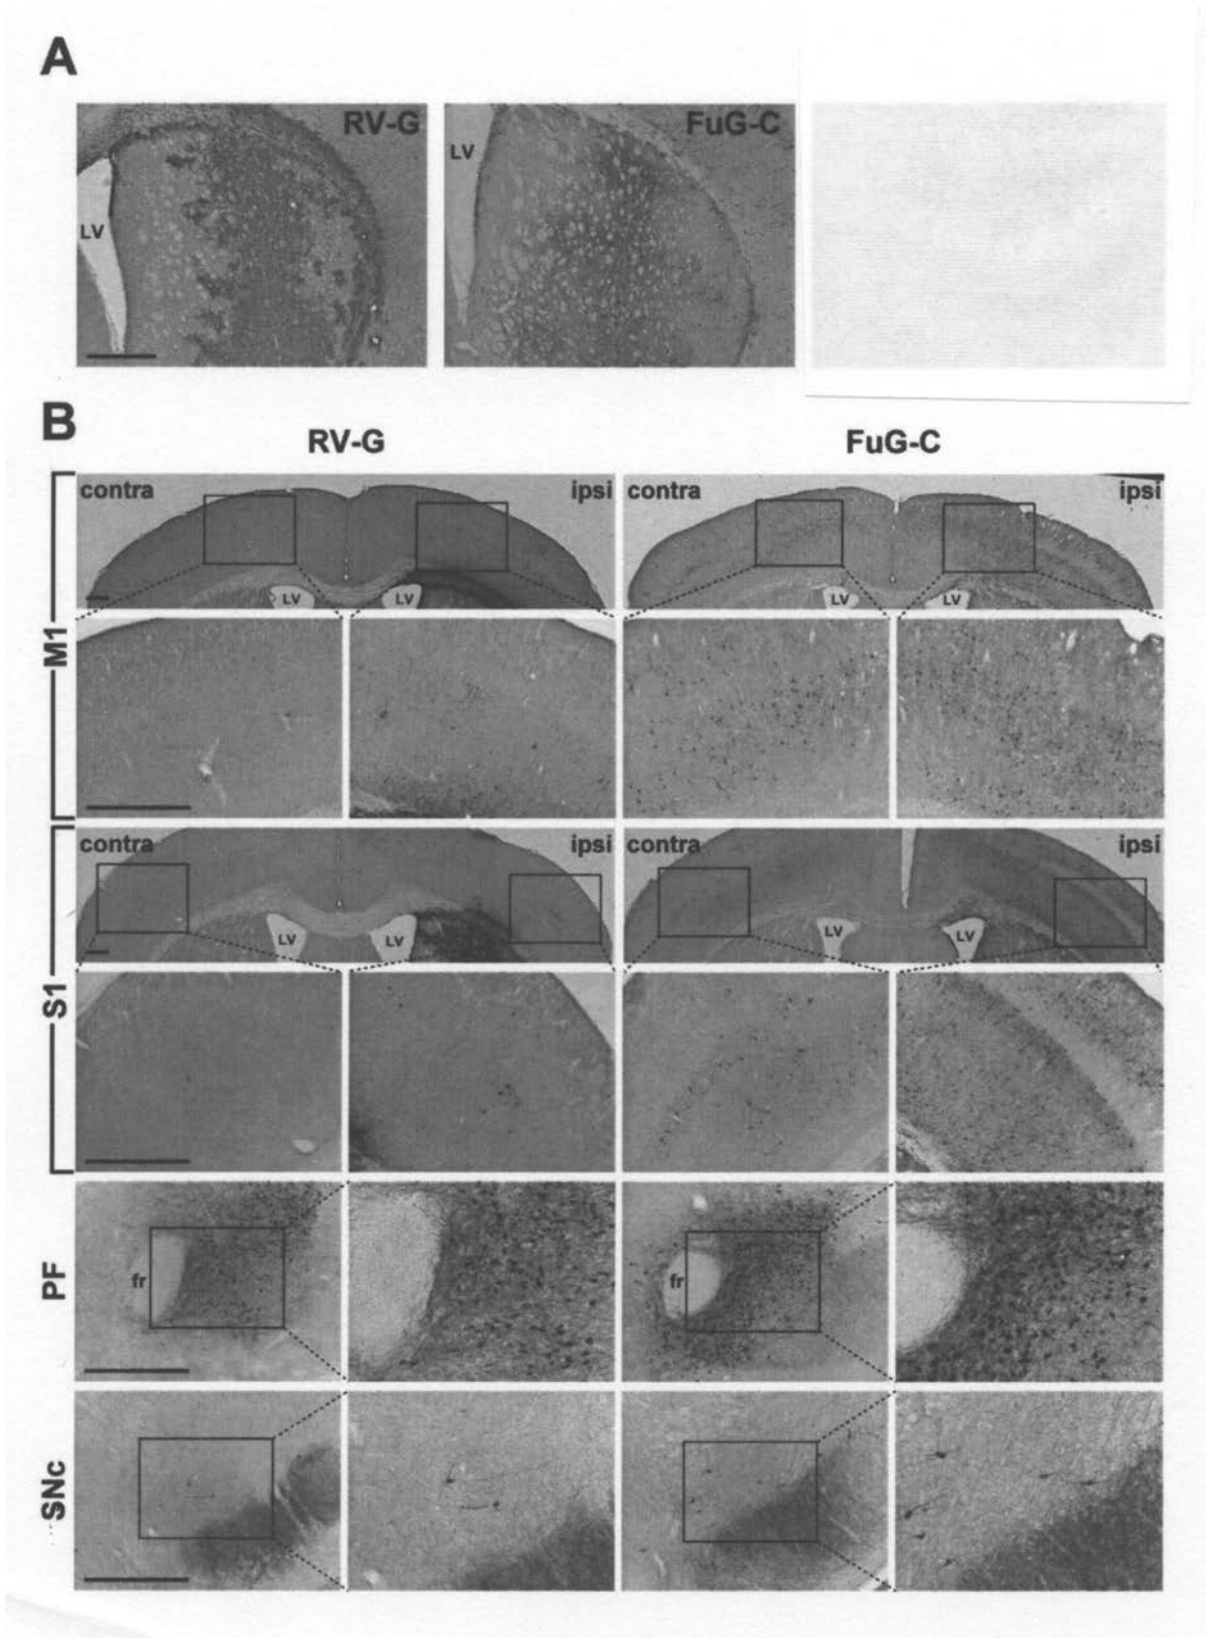 A
RV-G
FuG-C
LV
LV
B
RV-G
FuG-C
M1
contra
ipsi
contra
ipsi
LV
LV
LV
LV
S1
contra
ipsi
contra
ipsi
LV
LV
LV
LV
PF
fr
fr
SNc